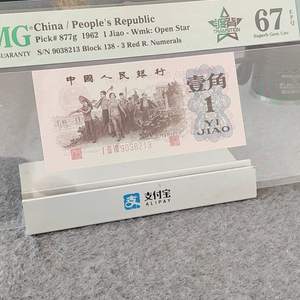 MG China / People's Republic
Pick# 877g 1962 1 Jiao - Wmk: Open Star
S/N 9038213 Block 138 - 3 Red R. Numerals
67 EPQ
Superb Gem Unc
中國人民銀行
壹角
1
YI
JIAO
9038213
支付宝
ALIPAY